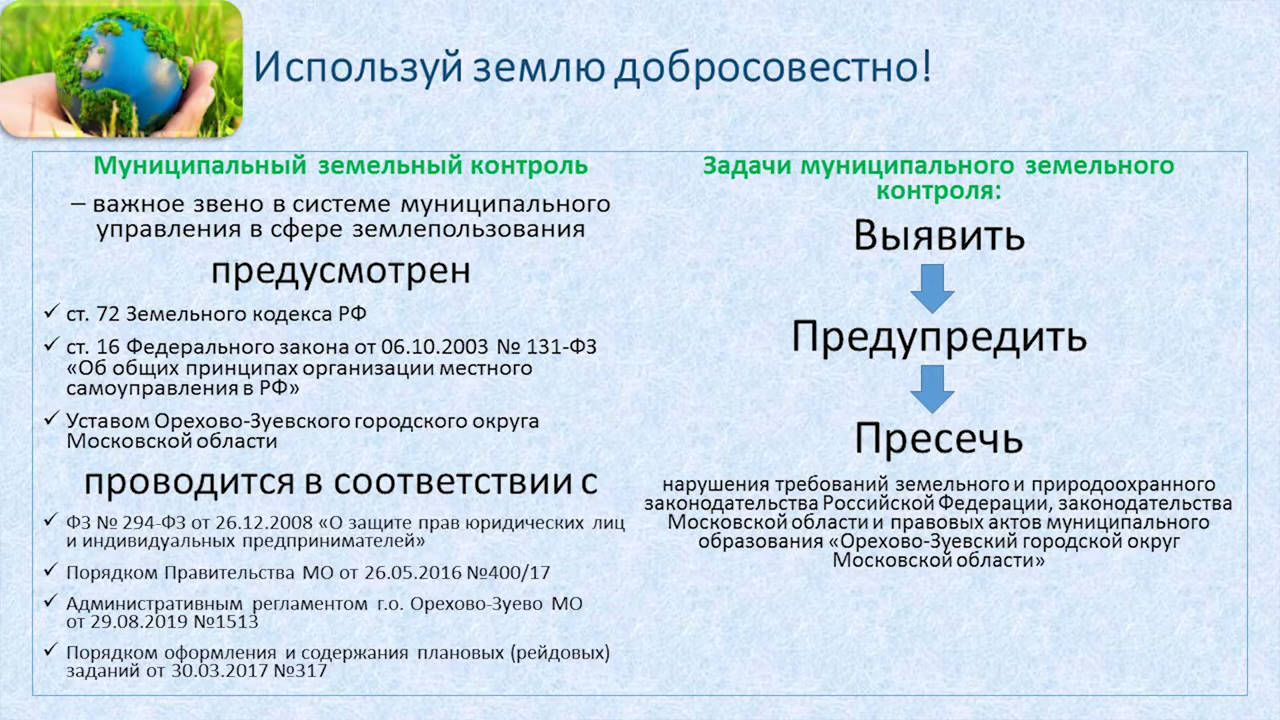 Используй землю добросовестно!
Муниципальный земельный контроль
– важное звено в системе муниципального
управления в сфере землепользования
предусмотрен
✓ ст. 72 Земельного кодекса РФ
✓ ст. 16 Федерального закона от 06.10.2003 № 131-ФЗ
«Об общих принципах организации местного
самоуправления в РФ»
✓ Уставом Орехово-Зуевского городского округа
Московской области
проводится в соответствии с
✓ ФЗ № 294-ФЗ от 26.12.2008 «О защите прав юридических лиц
и индивидуальных предпринимателей»
✓ Порядком Правительства МО от 26.05.2016 №400/17
✓ Административным регламентом г.о. Орехово-Зуево МО
от 29.08.2019 №1513
✓ Порядком оформления и содержания плановых (рейдовых)
заданий от 30.03.2017 №317
Задачи муниципального земельного
контроля:
Выявить
Предупредить
Пресечь
нарушения требований земельного и природоохранного
законодательства Российской Федерации, законодательства
Московской области и правовых актов муниципального
образования «Орехово-Зуевский городской округ
Московской области»